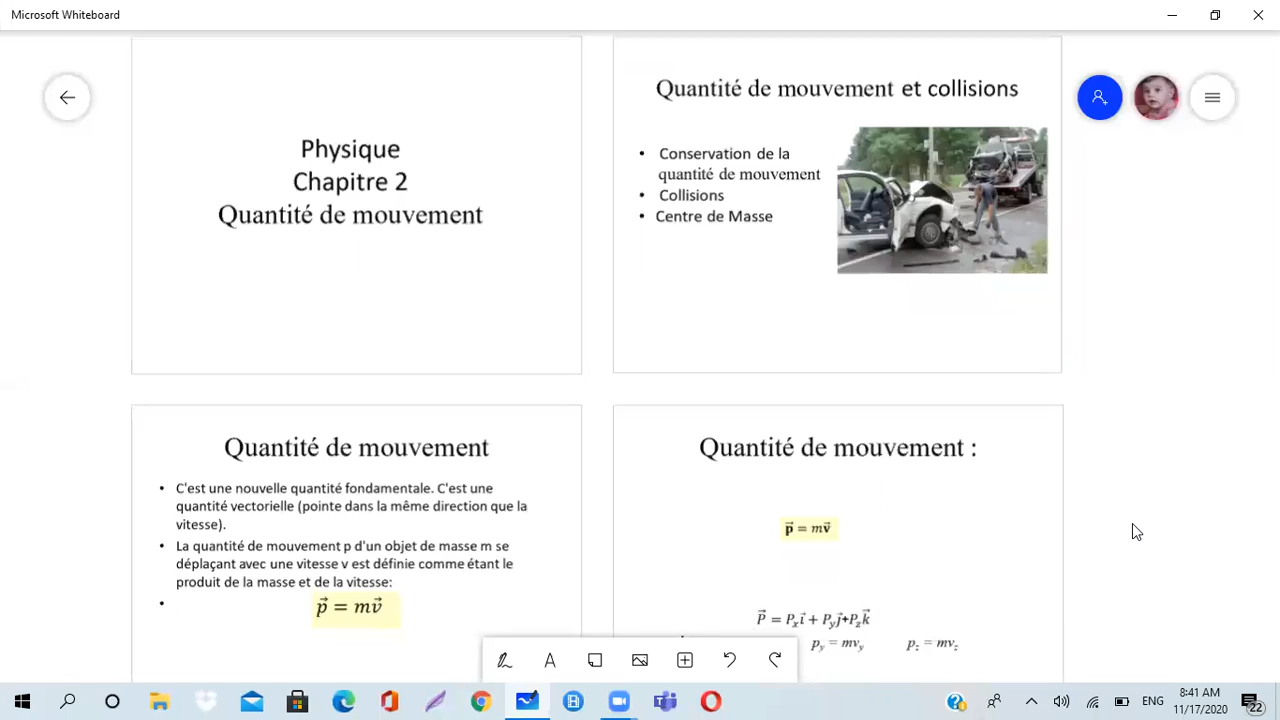 Microsoft Whiteboard
Physique
Chapitre 2
Quantité de mouvement
Quantité de mouvement et collisions
• Conservation de la
quantité de mouvement
• Collisions
• Centre de Masse
Quantité de mouvement
• C'est une nouvelle quantité fondamentale. C'est une
quantité vectorielle (pointe dans la même direction que la
vitesse).
• La quantité de mouvement p d'un objet de masse m se
déplaçant avec une vitesse v est définie comme étant le
produit de la masse et de la vitesse:
• p⃗ = mv⃗
Quantité de mouvement :
p⃗ = mv⃗
P⃗ = Pₓi⃗ + P_y j⃗+P_z k⃗
p_y = mv_y p_z = mv_z
ENG
8:41 AM
11/17/2020
22